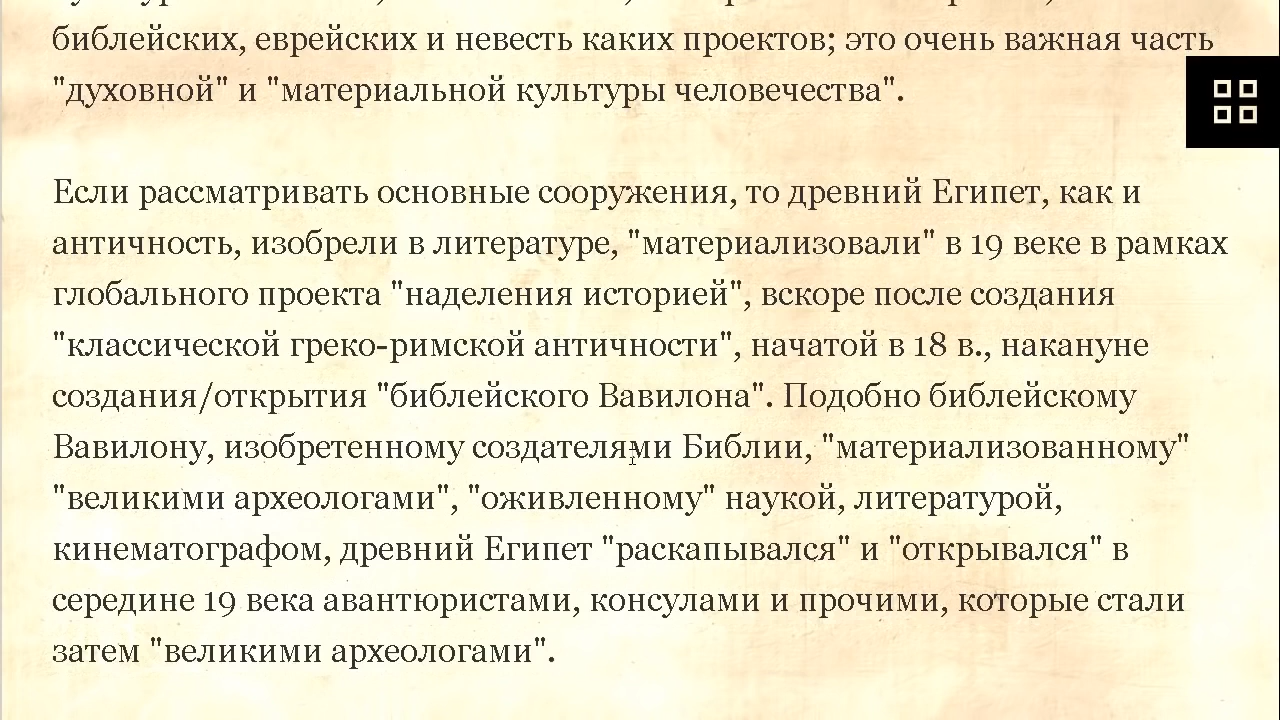 библейских, еврейских и невесть каких проектов; это очень важная часть
"духовной" и "материальной культуры человечества".
Если рассматривать основные сооружения, то древний Египет, как и
античность, изобрели в литературе, "материализовали" в 19 веке в рамках
глобального проекта "наделения историей", вскоре после создания
"классической греко-римской античности", начатой в 18 в., накануне
создания/открытия "библейского Вавилона". Подобно библейскому
Вавилону, изобретенному создателями Библии, "материализованному"
"великими археологами", "оживленному" наукой, литературой,
кинематографом, древний Египет "раскапывался" и "открывался" в
середине 19 века авантюристами, консулами и прочими, которые стали
затем "великими археологами".